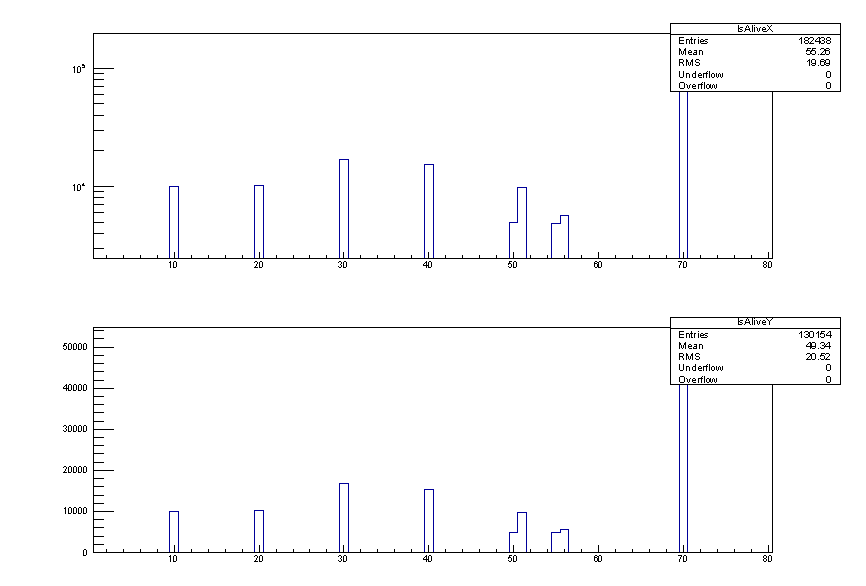 IsAliveX
Entries 182438
Mean 55.26
RMS 19.69
Underflow 0
Overflow 0
10⁵
10⁴
10 20 30 40 50 60 70 80
IsAliveY
Entries 130154
Mean 49.34
RMS 20.52
Underflow 0
Overflow 0
50000
40000
30000
20000
10000
0
10 20 30 40 50 60 70 80